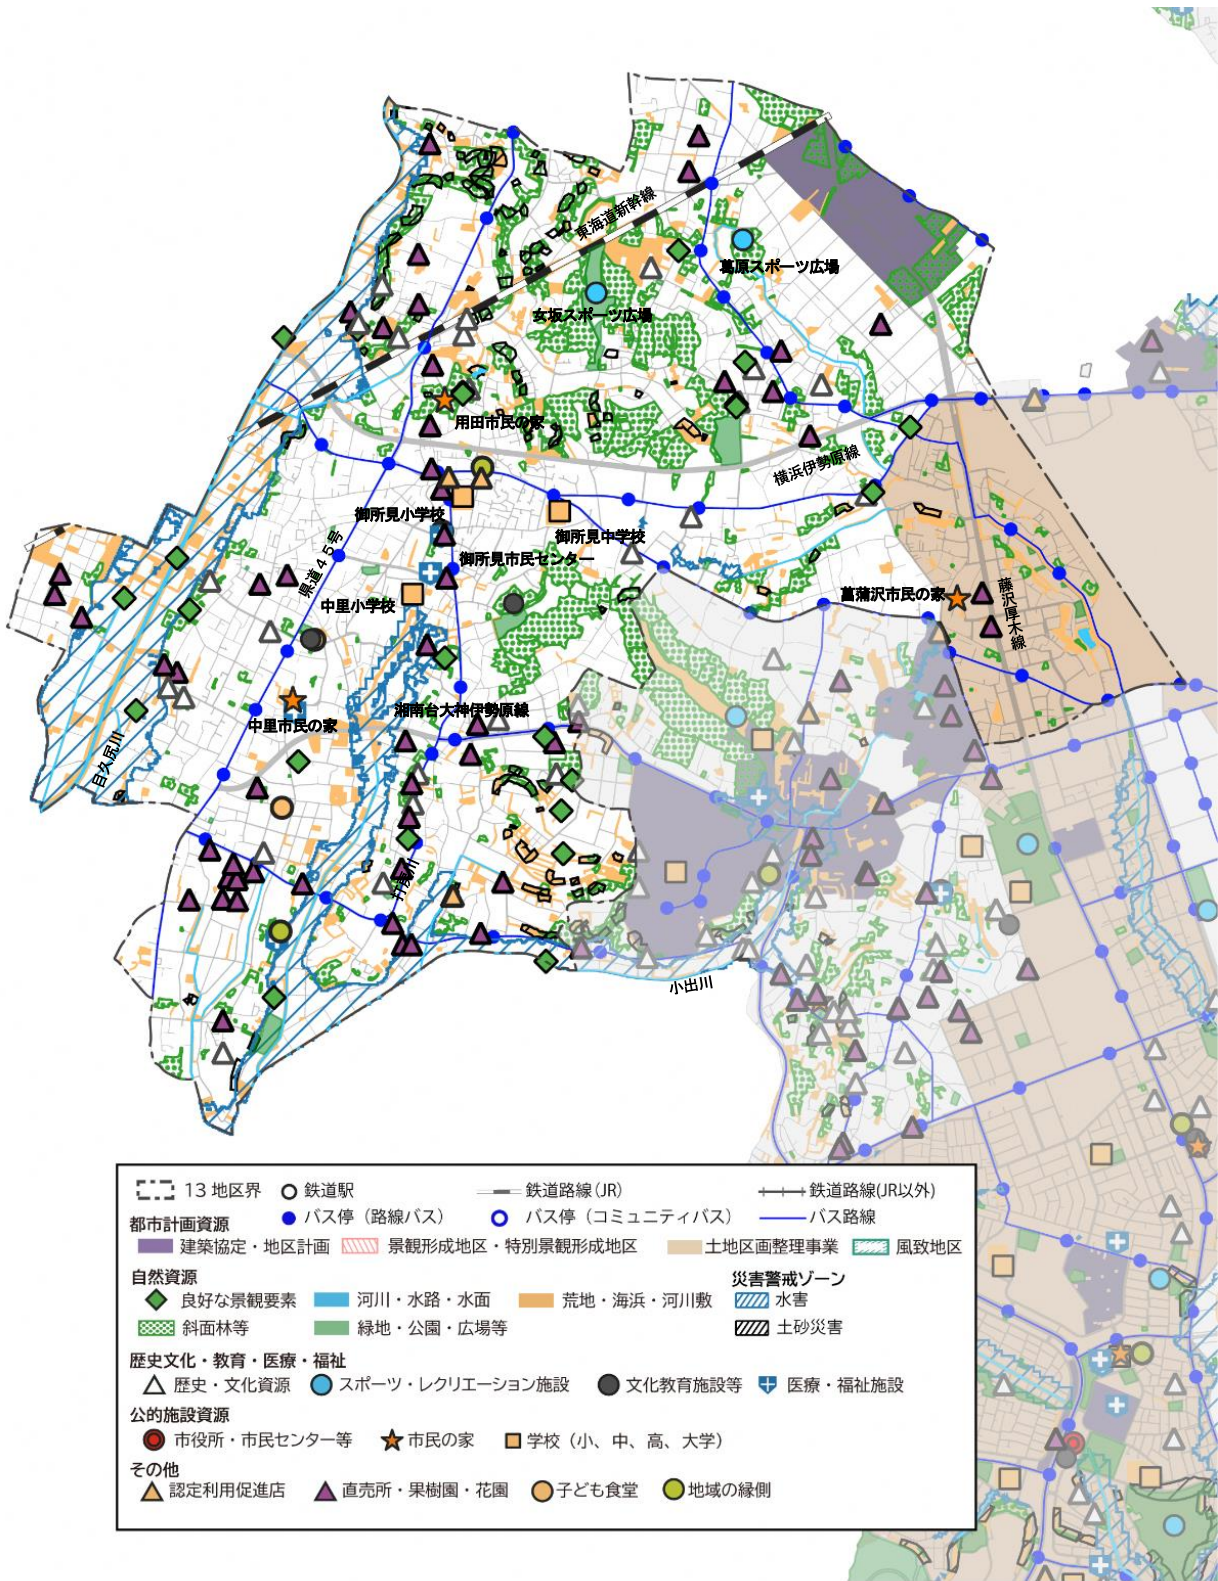 東海道新幹線
葛原スポーツ広場
女坂スポーツ広場
用田市民の家
横浜伊勢原線
御所見小学校
御所見中学校
県道45号
御所見市民センター
中里小学校
菖蒲沢市民の家
藤沢厚木線
湘南台大神伊勢原線
中里市民の家
目久尻川
打戻川
小出川
13地区界
鉄道駅
鉄道路線(JR)
鉄道路線(JR以外)
バス停（路線バス）
バス停（コミュニティバス）
バス路線
都市計画資源
建築協定・地区計画
景観形成地区・特別景観形成地区
土地区画整理事業
風致地区
自然資源
災害警戒ゾーン
良好な景観要素
河川・水路・水面
荒地・海浜・河川敷
水害
斜面林等
緑地・公園・広場等
土砂災害
歴史文化・教育・医療・福祉
歴史・文化資源
スポーツ・レクリエーション施設
文化教育施設等
医療・福祉施設
公的施設資源
市役所・市民センター等
市民の家
学校（小、中、高、大学）
その他
認定利用促進店
直売所・果樹園・花園
子ども食堂
地域の縁側